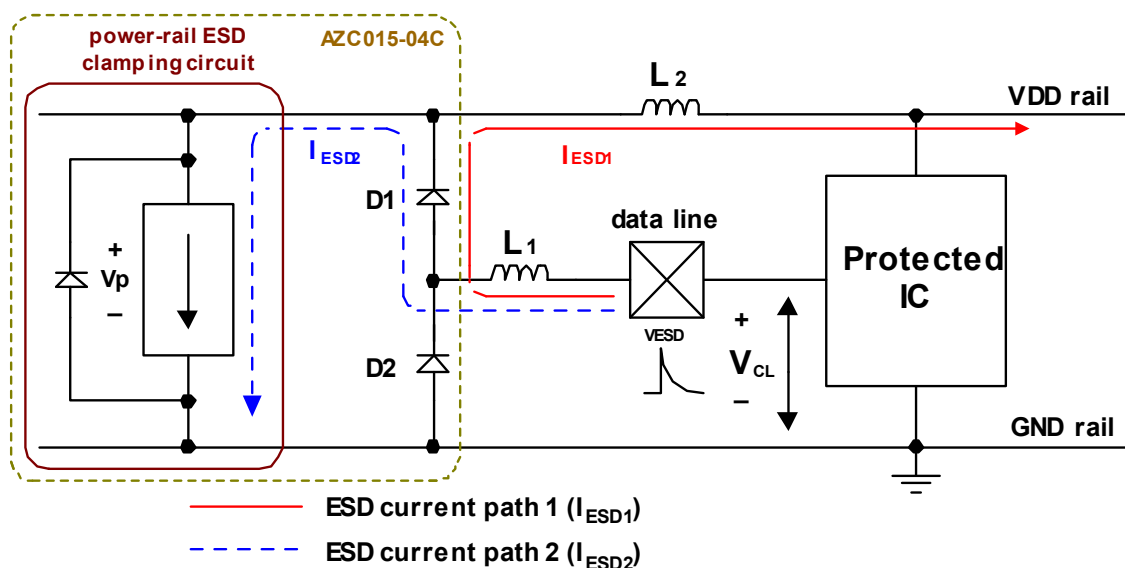 power-rail ESD
clamping circuit
AZC015-04C
L2
VDD rail
IESD2
IESD1
D1
data line
L1
+
Vp
–
Protected
IC
VESD
+
VCL
–
D2
GND rail
ESD current path 1 (IESD1)
ESD current path 2 (IESD2)